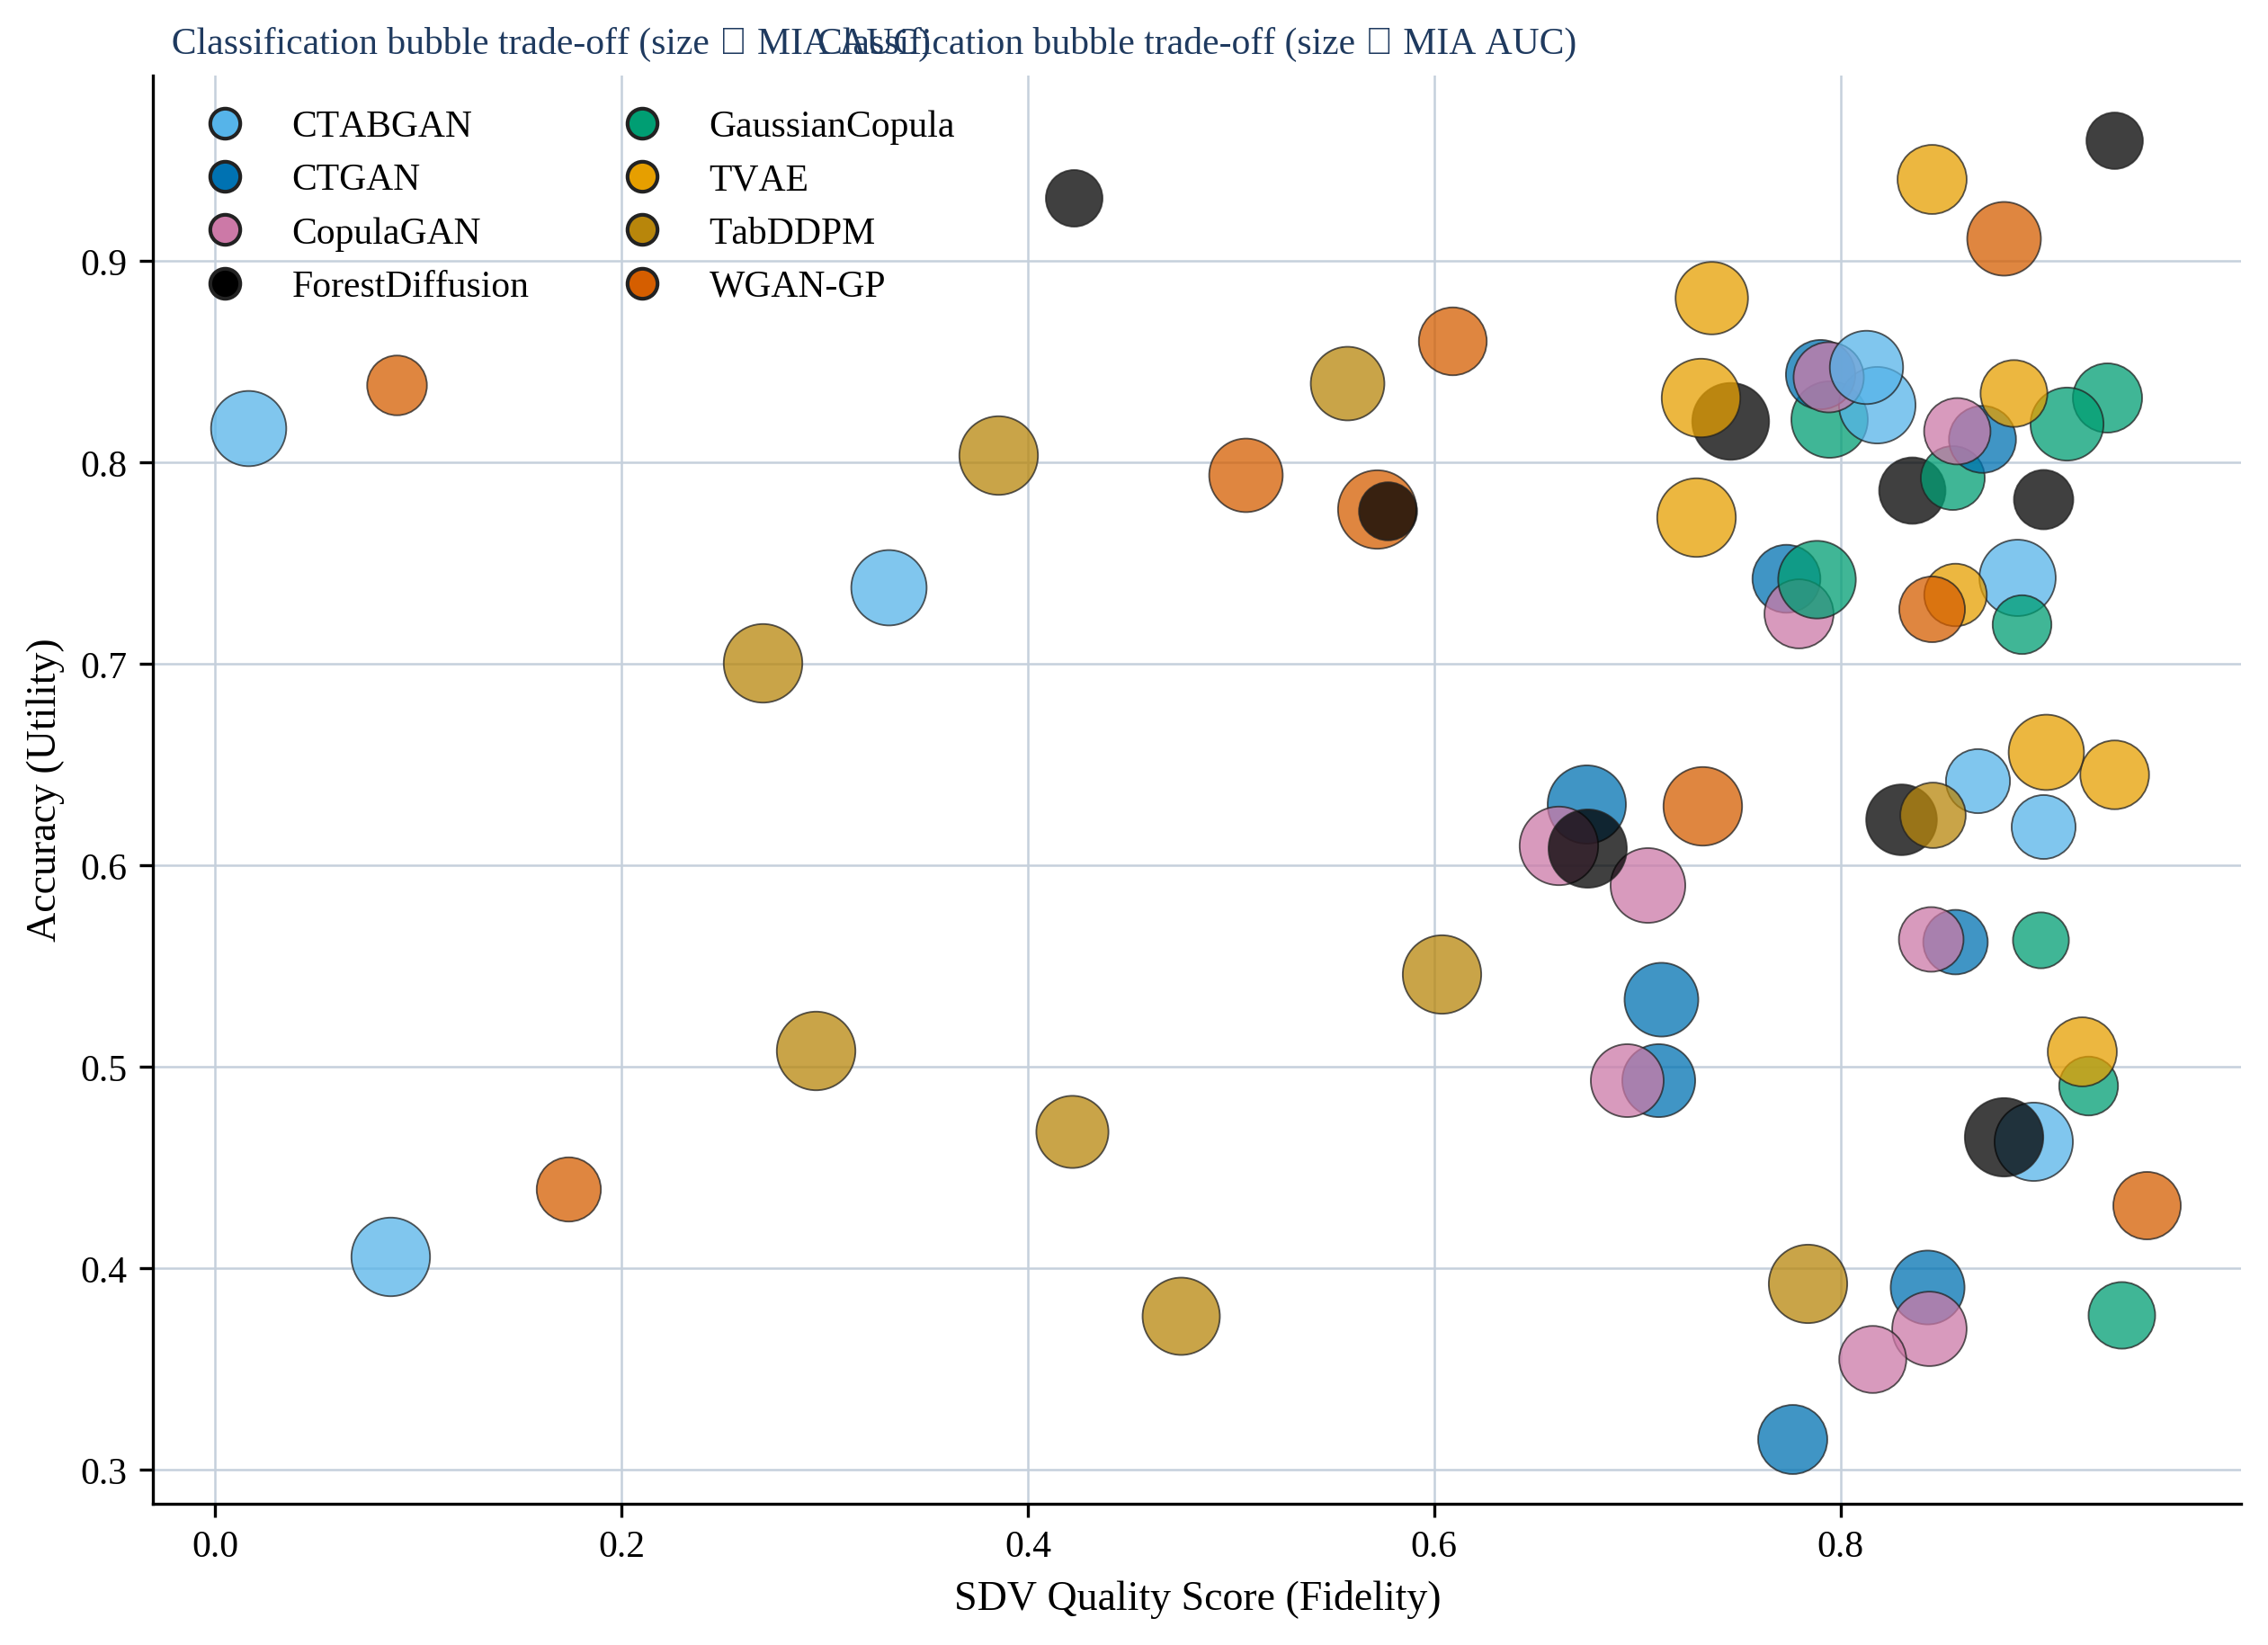 Classification bubble trade-off (size □ MIA AUC)
Classification bubble trade-off (size □ MIA AUC)
CTABGAN
CTGAN
CopulaGAN
ForestDiffusion
GaussianCopula
TVAE
TabDDPM
WGAN-GP
Accuracy (Utility)
0.9
0.8
0.7
0.6
0.5
0.4
0.3
0.0
0.2
0.4
0.6
0.8
SDV Quality Score (Fidelity)